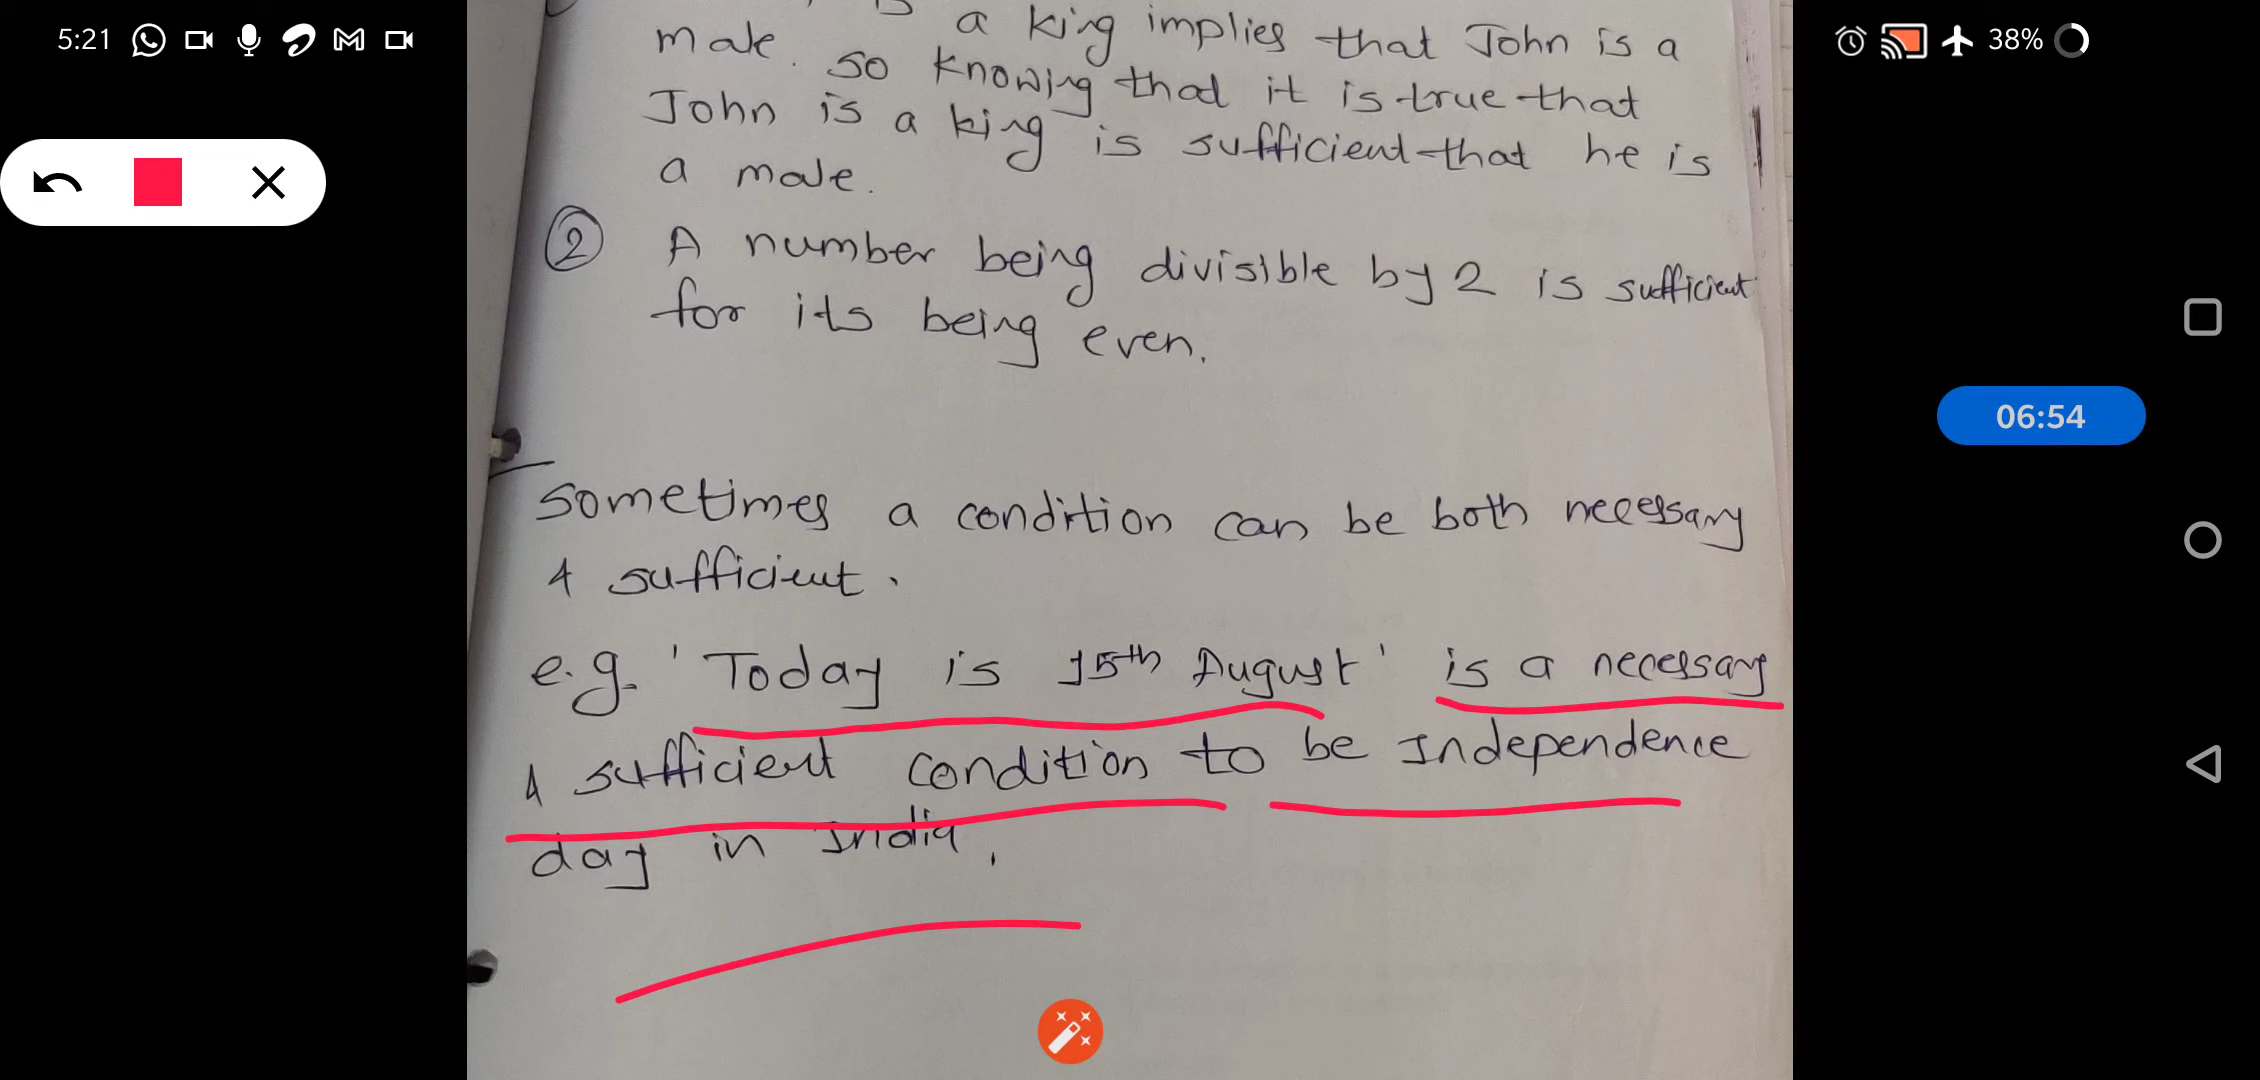 5:21
38%
a king implies that John is a
male. so knowing that it is true that
John is a king is sufficient that he is
a male.
2 A number being divisible by 2 is sufficient
for its being even.
06:54
Sometimes a condition can be both necessary
& sufficient.
e.g. 'Today is 15th August' is a necessary
& sufficient condition to be Independence
day in India.